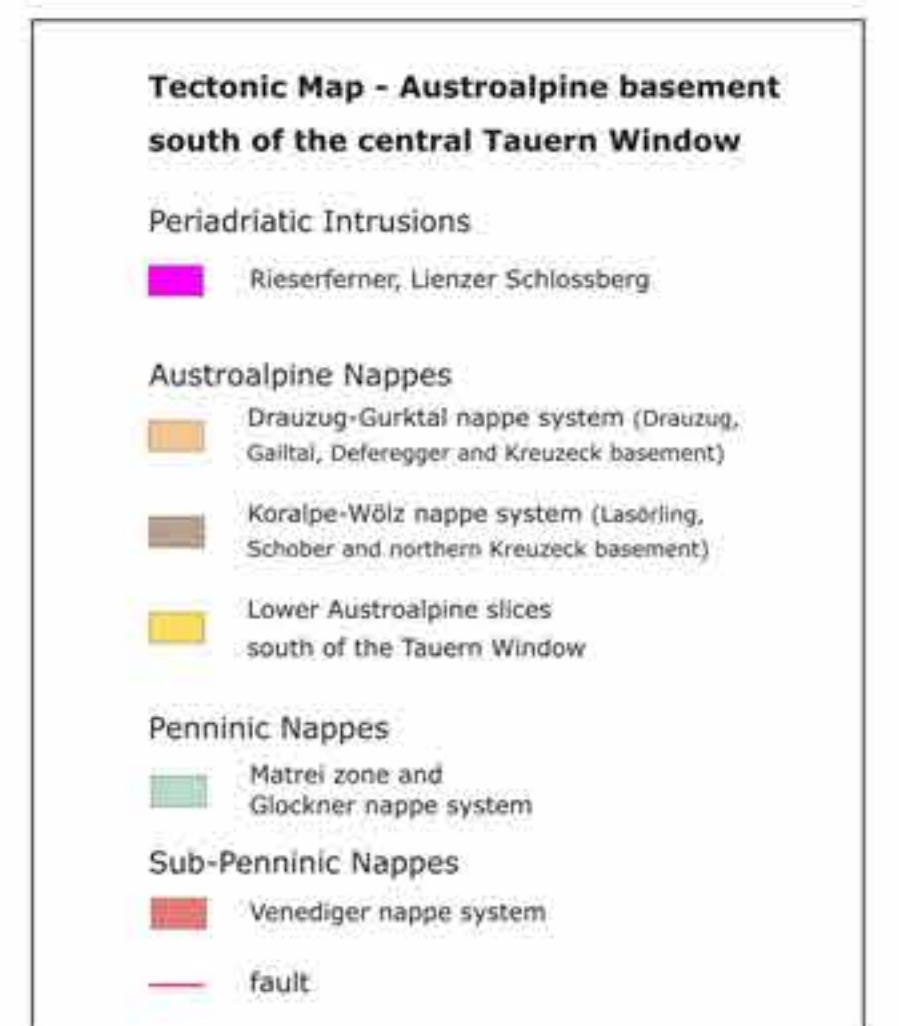 Tectonic Map - Austroalpine basement
south of the central Tauern Window
Periadriatic Intrusions
Rieserferner, Lienzer Schlossberg
Austroalpine Nappes
Drauzug-Gurktal nappe system (Drauzug,
Gailtal, Deferegger and Kreuzeck basement)
Koralpe-Wölz nappe system (Lasörling,
Schober and northern Kreuzeck basement)
Lower Austroalpine slices
south of the Tauern Window
Penninic Nappes
Matrei zone and
Glockner nappe system
Sub-Penninic Nappes
Venediger nappe system
fault